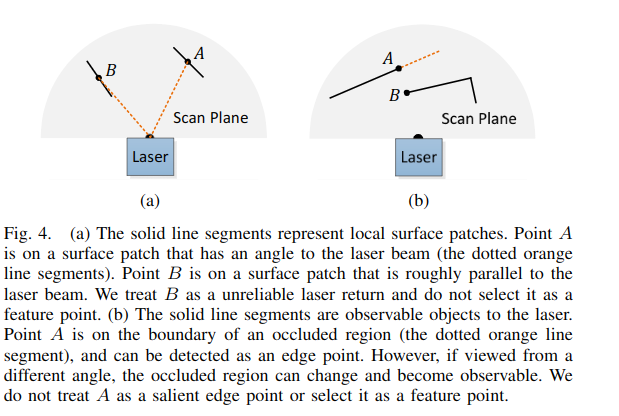 A
B
Scan Plane
Laser
(a)
A
B
Scan Plane
Laser
(b)
Fig. 4. (a) The solid line segments represent local surface patches. Point A
is on a surface patch that has an angle to the laser beam (the dotted orange
line segments). Point B is on a surface patch that is roughly parallel to the
laser beam. We treat B as a unreliable laser return and do not select it as a
feature point. (b) The solid line segments are observable objects to the laser.
Point A is on the boundary of an occluded region (the dotted orange line
segment), and can be detected as an edge point. However, if viewed from a
different angle, the occluded region can change and become observable. We
do not treat A as a salient edge point or select it as a feature point.